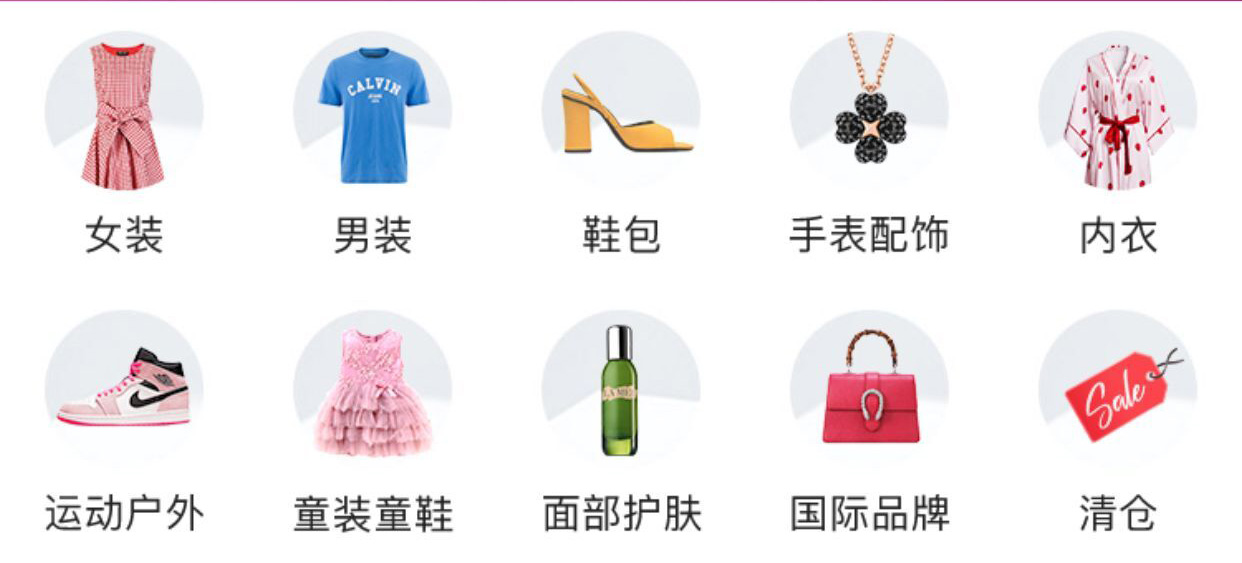 CALVIN
女装
男装
鞋包
手表配饰
内衣
LA MER
Sale
运动户外
童装童鞋
面部护肤
国际品牌
清仓